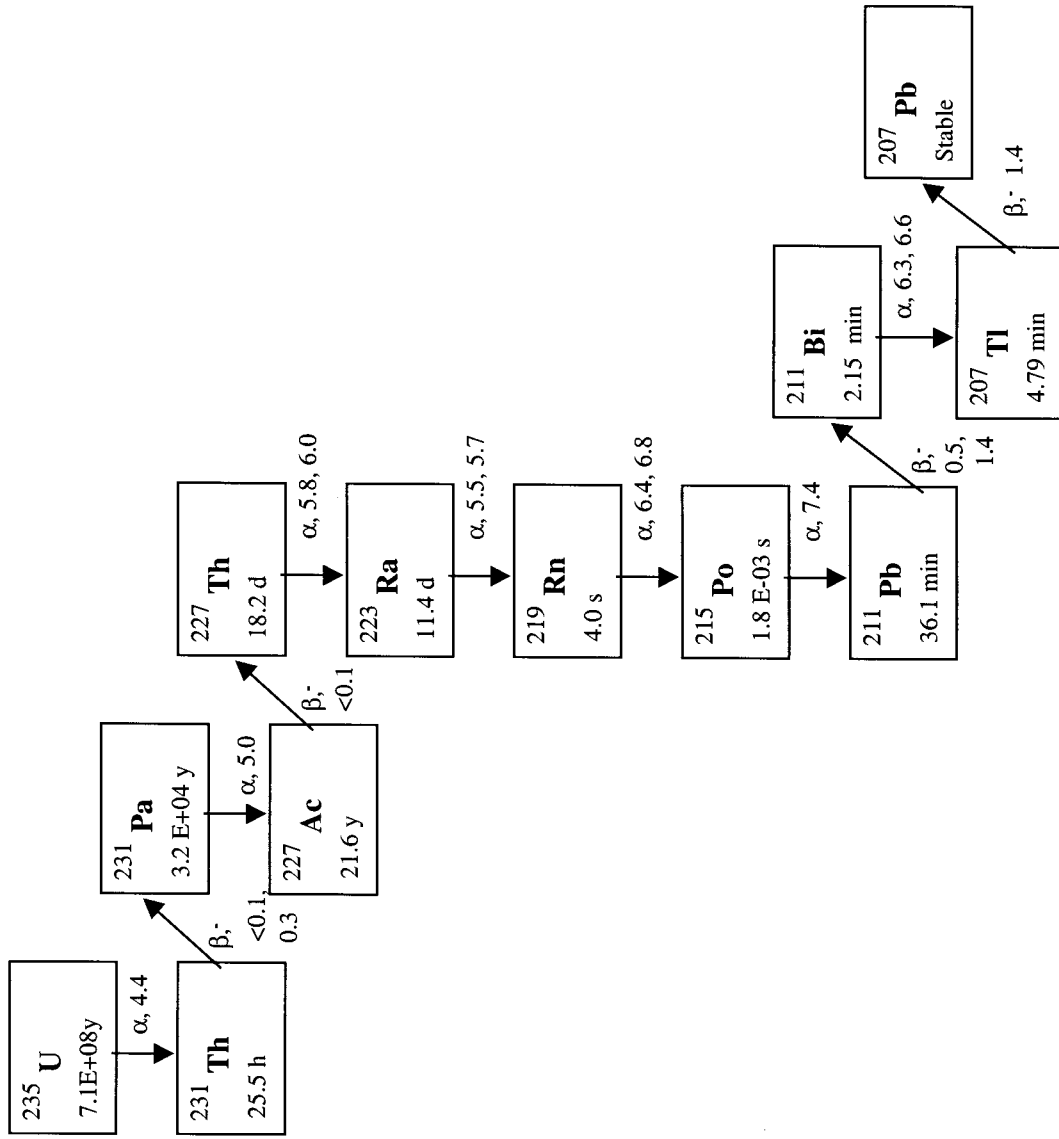 235 U
7.1E+08y
α, 4.4
231 Th
25.5 h
β,-
<0.1,
0.3
231 Pa
3.2 E+04 y
α, 5.0
227 Ac
21.6 y
β,-
<0.1
227 Th
18.2 d
α, 5.8, 6.0
223 Ra
11.4 d
α, 5.5, 5.7
219 Rn
4.0 s
α, 6.4, 6.8
215 Po
1.8 E-03 s
α, 7.4
211 Pb
36.1 min
β,-
0.5,
1.4
211 Bi
2.15 min
α, 6.3, 6.6
207 Tl
4.79 min
β,- 1.4
207 Pb
Stable